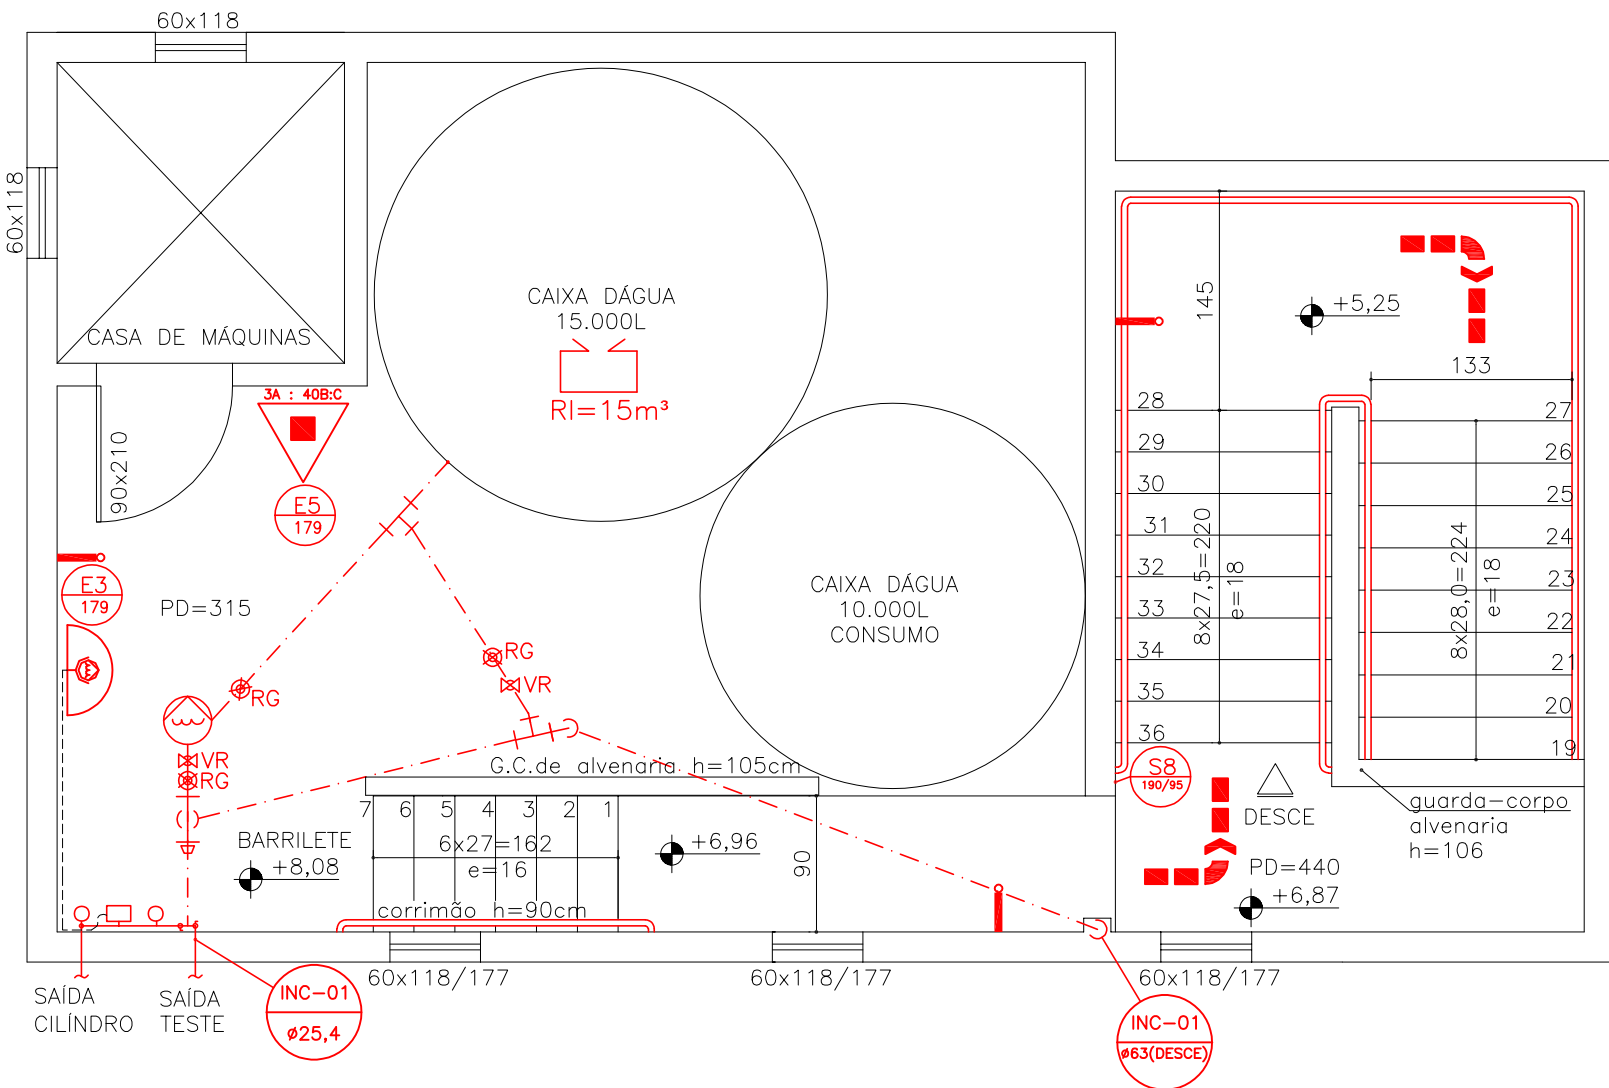 60x118
60x118
CASA DE MÁQUINAS
90x210
3A : 40B:C
E5
179
E3
179
PD=315
CAIXA DÁGUA
15.000L
RI=15m³
CAIXA DÁGUA
10.000L
CONSUMO
RG
VR
RG
VR
RG
G.C.de alvenaria h=105cm
7 6 5 4 3 2 1
6x27=162
e=16
BARRILETE
+8,08
+6,96
90
corrimão h=90cm
60x118/177
60x118/177
60x118/177
SAÍDA
CILÍNDRO
SAÍDA
TESTE
INC-01
ø25,4
INC-01
ø63(DESCE)
145
+5,25
133
28
29
30
31
32
33
34
35
36
8x27,5=220
e=18
27
26
25
24
23
22
21
20
19
8x28,0=224
e=18
S8
190/95
DESCE
guarda-corpo
alvenaria
h=106
PD=440
+6,87